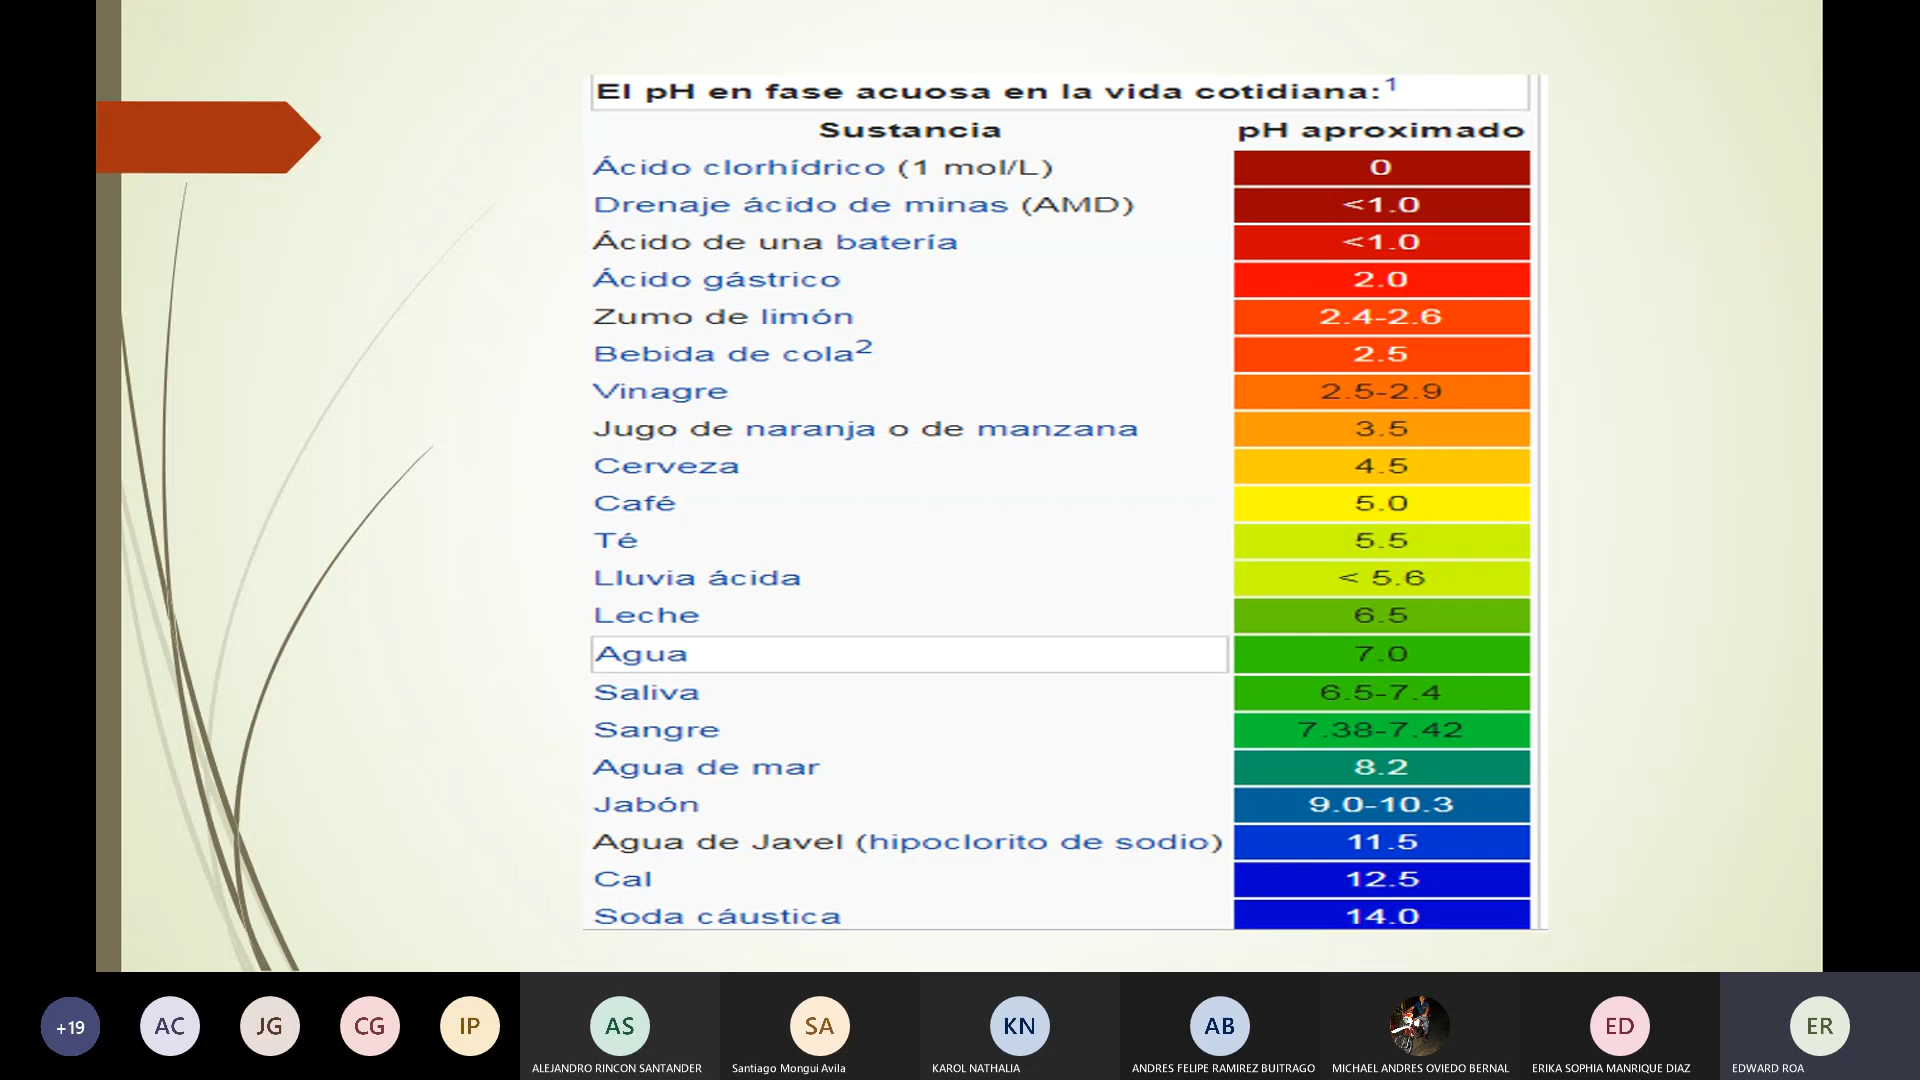 El pH en fase acuosa en la vida cotidiana:1
Sustancia pH aproximado
Ácido clorhídrico (1 mol/L) 0
Drenaje ácido de minas (AMD) <1.0
Ácido de una batería <1.0
Ácido gástrico 2.0
Zumo de limón 2.4-2.6
Bebida de cola2 2.5
Vinagre 2.5-2.9
Jugo de naranja o de manzana 3.5
Cerveza 4.5
Café 5.0
Té 5.5
Lluvia ácida < 5.6
Leche 6.5
Agua 7.0
Saliva 6.5-7.4
Sangre 7.38-7.42
Agua de mar 8.2
Jabón 9.0-10.3
Agua de Javel (hipoclorito de sodio) 11.5
Cal 12.5
Soda cáustica 14.0
+19 AC JG CG IP AS SA KN AB ED ER
ALEJANDRO RINCON SANTANDER Santiago Mongui Avila KAROL NATHALIA ANDRES FELIPE RAMIREZ BUITRAGO MICHAEL ANDRES OVIEDO BERNAL ERIKA SOPHIA MANRIQUE DIAZ EDWARD ROA